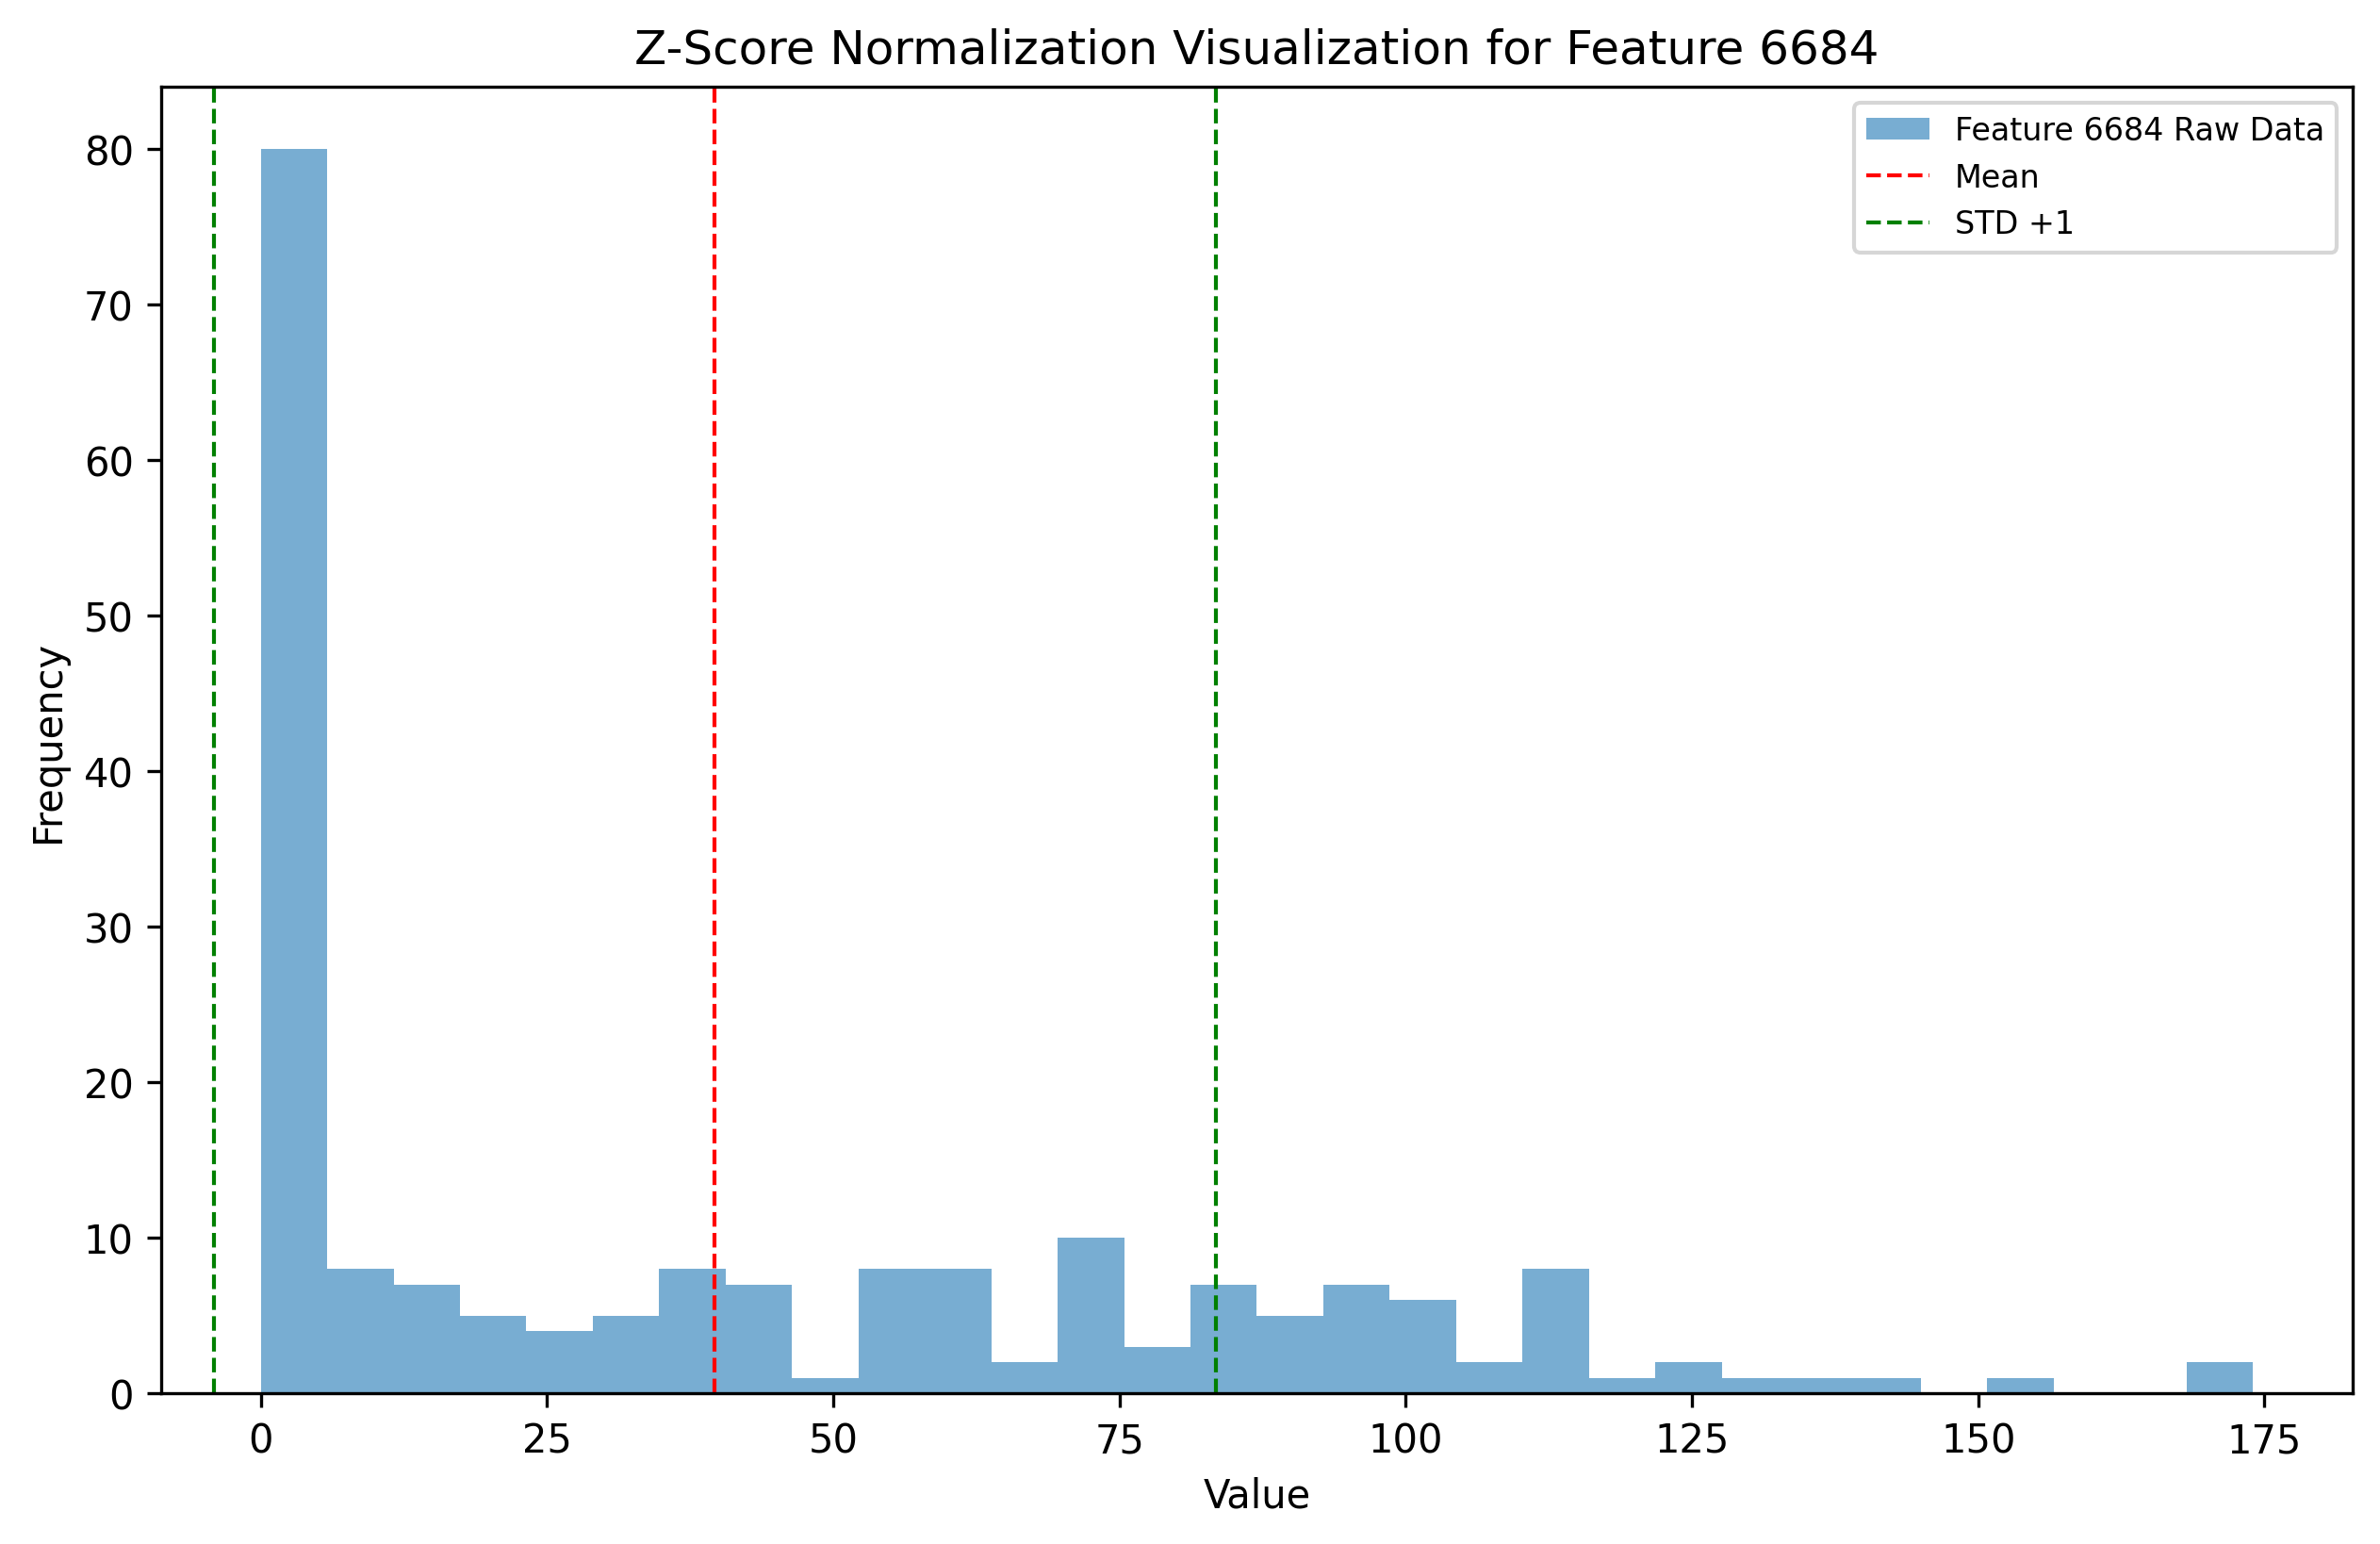 Z-Score Normalization Visualization for Feature 6684
Feature 6684 Raw Data
Mean
STD +1
Frequency
80
70
60
50
40
30
20
10
0
0 25 50 75 100 125 150 175
Value